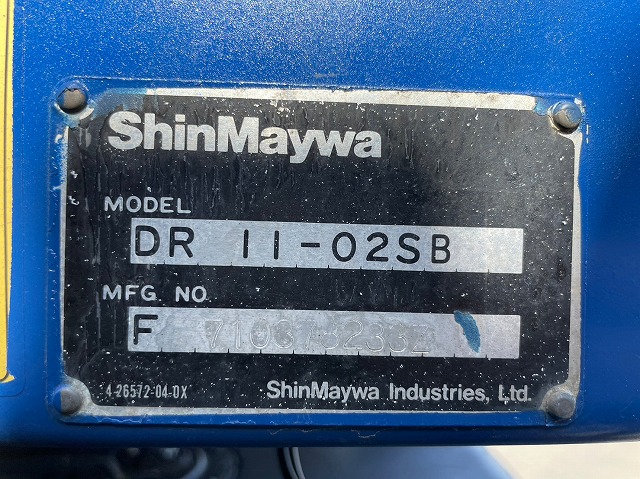 ShinMaywa
MODEL
DR 11-02SB
MFG NO
F
4-26572-04-0X
ShinMaywa Industries, Ltd.